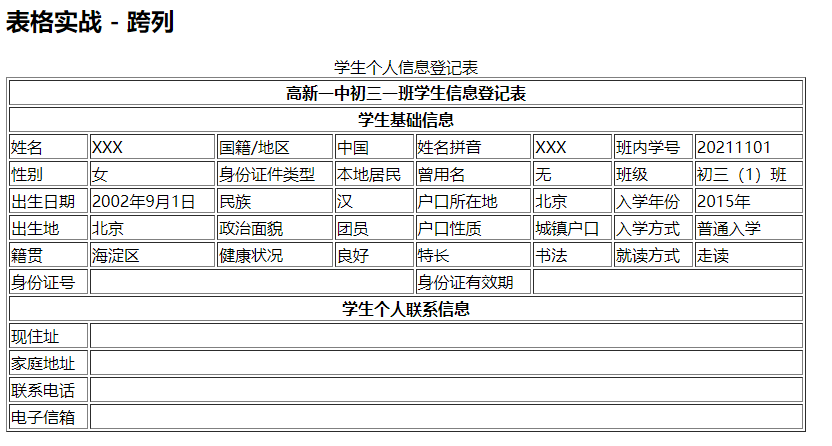 表格实战 - 跨列
学生个人信息登记表
高新一中初三一班学生信息登记表
学生基础信息
姓名 XXX 国籍/地区 中国 姓名拼音 XXX 班内学号 20211101
性别 女 身份证件类型 本地居民 曾用名 无 班级 初三（1）班
出生日期 2002年9月1日 民族 汉 户口所在地 北京 入学年份 2015年
出生地 北京 政治面貌 团员 户口性质 城镇户口 入学方式 普通入学
籍贯 海淀区 健康状况 良好 特长 书法 就读方式 走读
身份证号 身份证有效期
学生个人联系信息
现住址
家庭地址
联系电话
电子信箱